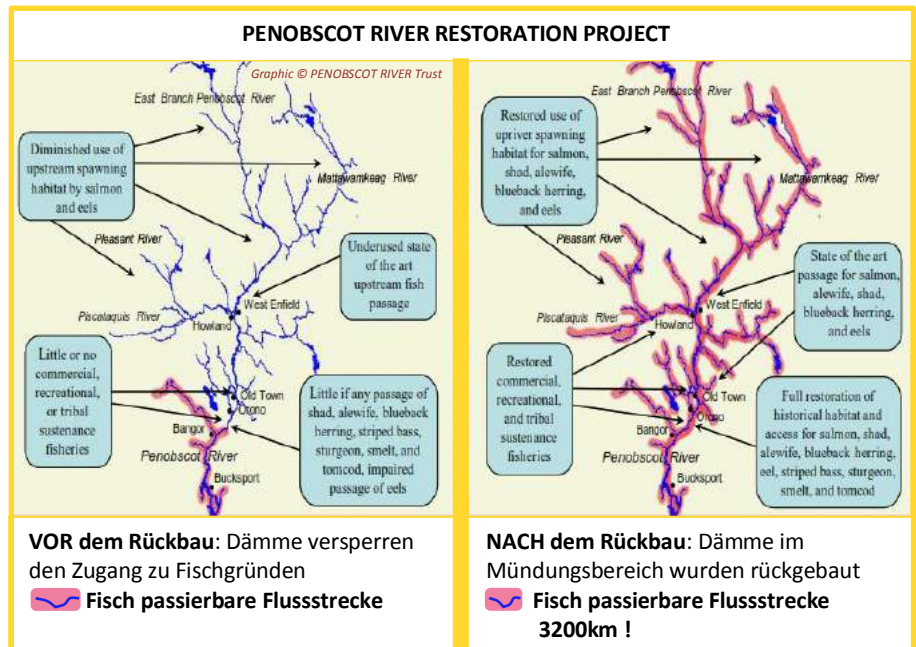 PENOBSCOT RIVER RESTORATION PROJECT
Graphic © PENOBSCOT RIVER Trust
East Branch Penobscot River
Diminished use of
upstream spawning
habitat by salmon
and eels
Mattawamkeag River
Pleasant River
Underused state
of the art
upstream fish
passage
West Enfield
Piscataquis River
Howland
Little or no
commercial,
recreational,
or tribal
sustenance
fisheries
Old Town
Orono
Little if any passage of
shad, alewife, blueback
herring, striped bass,
sturgeon, smelt, and
tomcod, impaired
passage of eels
Bangor
Penobscot River
Bucksport
VOR dem Rückbau: Dämme versperren
den Zugang zu Fischgründen
Fisch passierbare Flussstrecke
East Branch Penobscot River
Restored use of
upriver spawning
habitat for salmon,
shad, alewife,
blueback herring,
and eels
Mattawamkeag River
Pleasant River
State of the art
passage for salmon,
alewife, shad,
blueback herring,
and eels
West Enfield
Piscataquis River
Howland
Restored
commercial,
recreational,
and tribal
sustenance
fisheries
Old Town
Orono
Full restoration of
historical habitat and
access for salmon, shad,
alewife, blueback herring,
eel, striped bass, sturgeon,
smelt, and tomcod
Bangor
Penobscot River
Bucksport
NACH dem Rückbau: Dämme im
Mündungsbereich wurden rückgebaut
Fisch passierbare Flussstrecke
3200km !